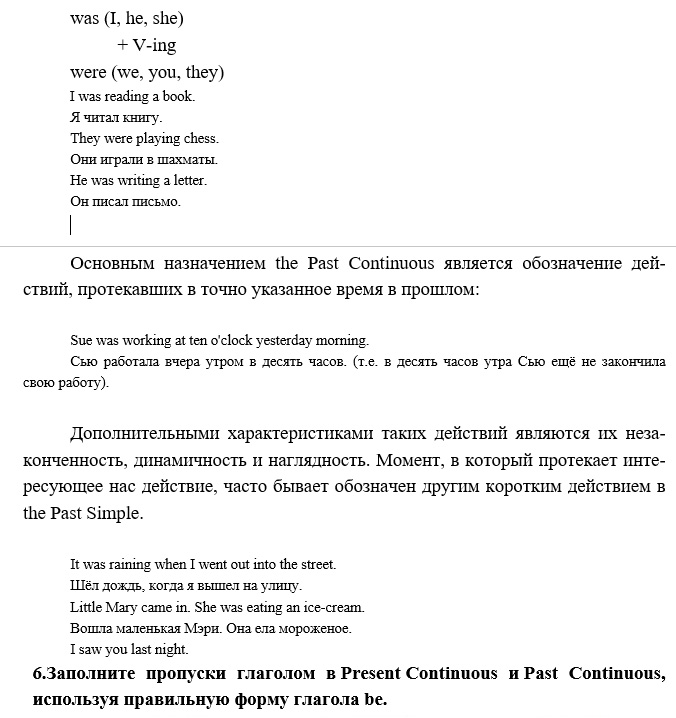 was (I, he, she)
+ V-ing
were (we, you, they)
I was reading a book.
Я читал книгу.
They were playing chess.
Они играли в шахматы.
He was writing a letter.
Он писал письмо.
Основным назначением the Past Continuous является обозначение дей-
ствий, протекавших в точно указанное время в прошлом:
Sue was working at ten o'clock yesterday morning.
Сью работала вчера утром в десять часов. (т.е. в десять часов утра Сью ещё не закончила
свою работу).
Дополнительными характеристиками таких действий являются их неза-
конченность, динамичность и наглядность. Момент, в который протекает инте-
ресующее нас действие, часто бывает обозначен другим коротким действием в
the Past Simple.
It was raining when I went out into the street.
Шёл дождь, когда я вышел на улицу.
Little Mary came in. She was eating an ice-cream.
Вошла маленькая Мэри. Она ела мороженое.
I saw you last night.
6.Заполните пропуски глаголом в Present Continuous и Past Continuous,
используя правильную форму глагола be.